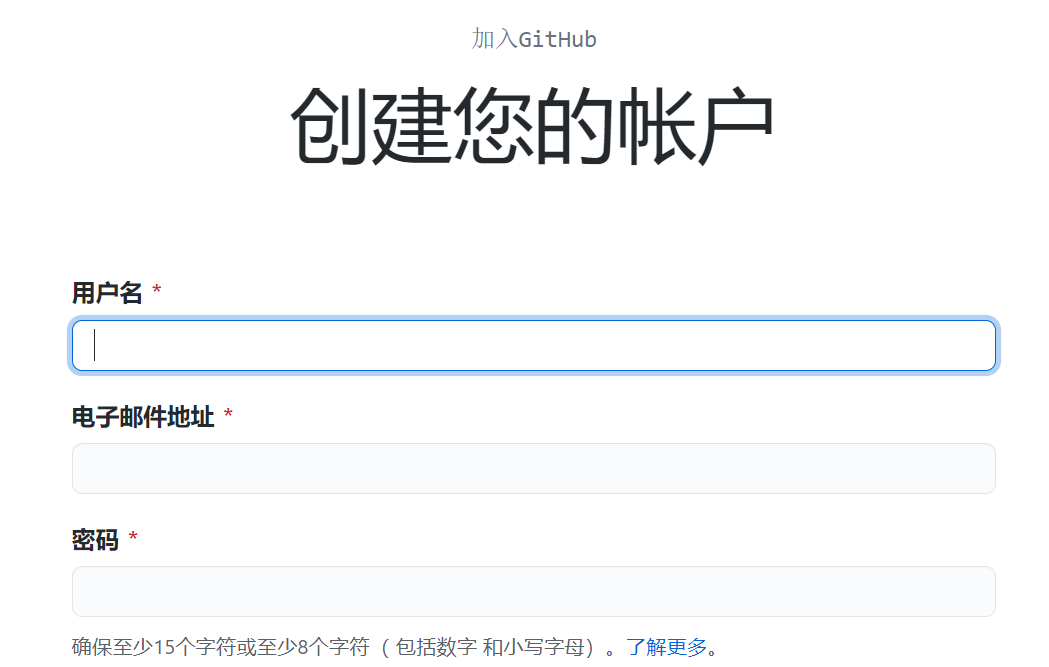 加入GitHub
创建您的帐户
用户名 *
电子邮件地址 *
密码 *
确保至少15个字符或至少8个字符（ 包括数字 和小写字母）。了解更多。